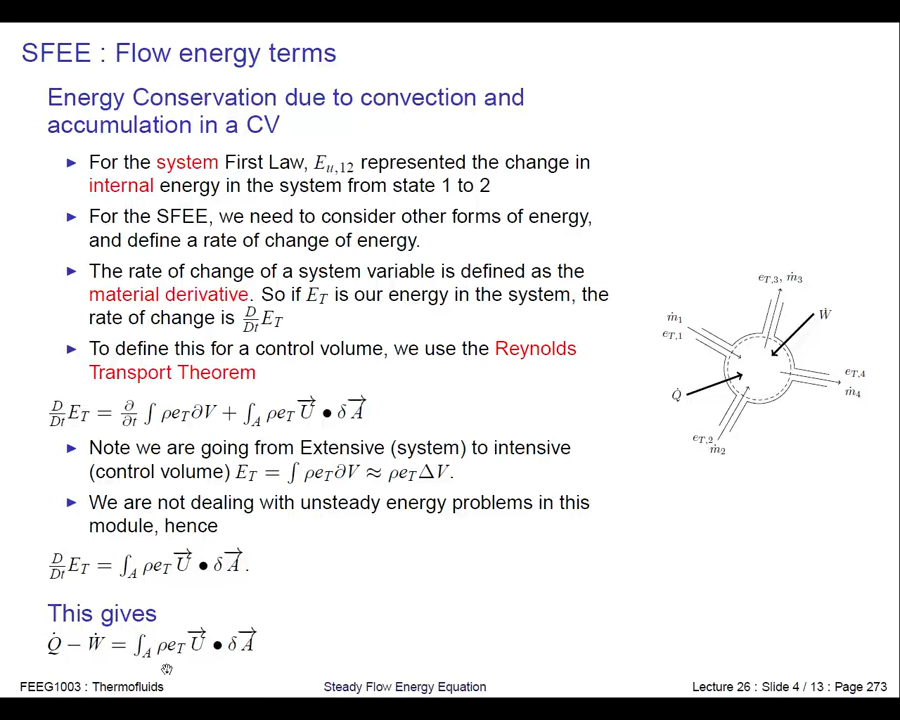 SFEE : Flow energy terms
Energy Conservation due to convection and
accumulation in a CV
► For the system First Law, E_{u,12} represented the change in
internal energy in the system from state 1 to 2
► For the SFEE, we need to consider other forms of energy,
and define a rate of change of energy.
► The rate of change of a system variable is defined as the
material derivative. So if E_T is our energy in the system, the
rate of change is D/Dt E_T
► To define this for a control volume, we use the Reynolds
Transport Theorem
D/Dt E_T = ∂/∂t ∫ ρe_T ∂V + ∫_A ρe_T U⃗ • δA⃗
► Note we are going from Extensive (system) to intensive
(control volume) E_T = ∫ ρe_T ∂V ≈ ρe_T ΔV.
► We are not dealing with unsteady energy problems in this
module, hence
D/Dt E_T = ∫_A ρe_T U⃗ • δA⃗.
This gives
Q̇ − Ẇ = ∫_A ρe_T U⃗ • δA⃗
e_{T,3}, ṁ_3
ṁ_1
Ẇ
e_{T,1}
e_{T,4}
Q̇
ṁ_4
e_{T,2}
ṁ_2
FEEG1003 : Thermofluids
Steady Flow Energy Equation
Lecture 26 : Slide 4 / 13 : Page 273